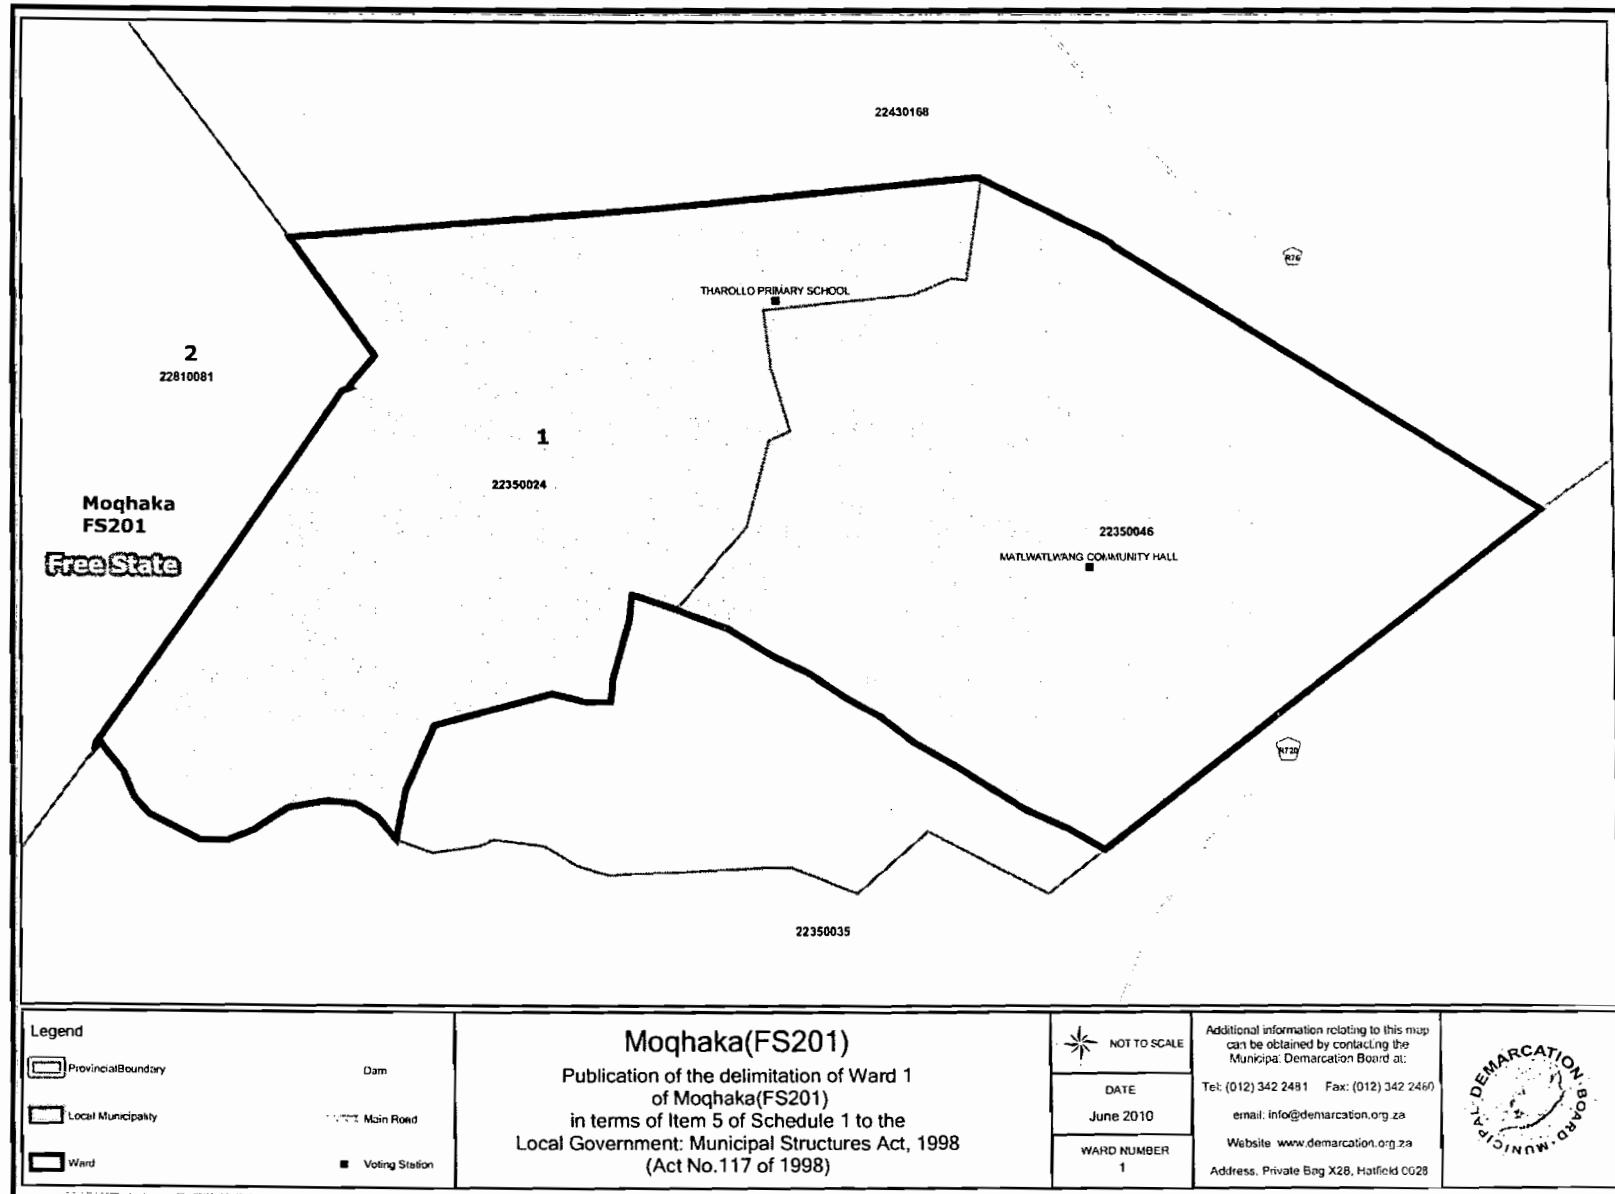 22430168
R76
THAROLLO PRIMARY SCHOOL
2
22810081
1
22350024
Moqhaka
FS201
Free State
22350046
MATLWATLWANG COMMUNITY HALL
R720
22350035
Legend
ProvincialBoundary
Dam
Local Municipality
Main Road
Ward
Voting Station
Moqhaka(FS201)
Publication of the delimitation of Ward 1
of Moqhaka(FS201)
in terms of Item 5 of Schedule 1 to the
Local Government: Municipal Structures Act, 1998
(Act No.117 of 1998)
NOT TO SCALE
DATE
June 2010
WARD NUMBER
1
Additional information relating to this map
can be obtained by contacting the
Municipal Demarcation Board at:
Tel: (012) 342 2481 Fax: (012) 342 2460
email: info@demarcation.org.za
Website www.demarcation.org.za
Address. Private Bag X28, Hatfield 0028
MUNICIPAL · DEMARCATION · BOARD